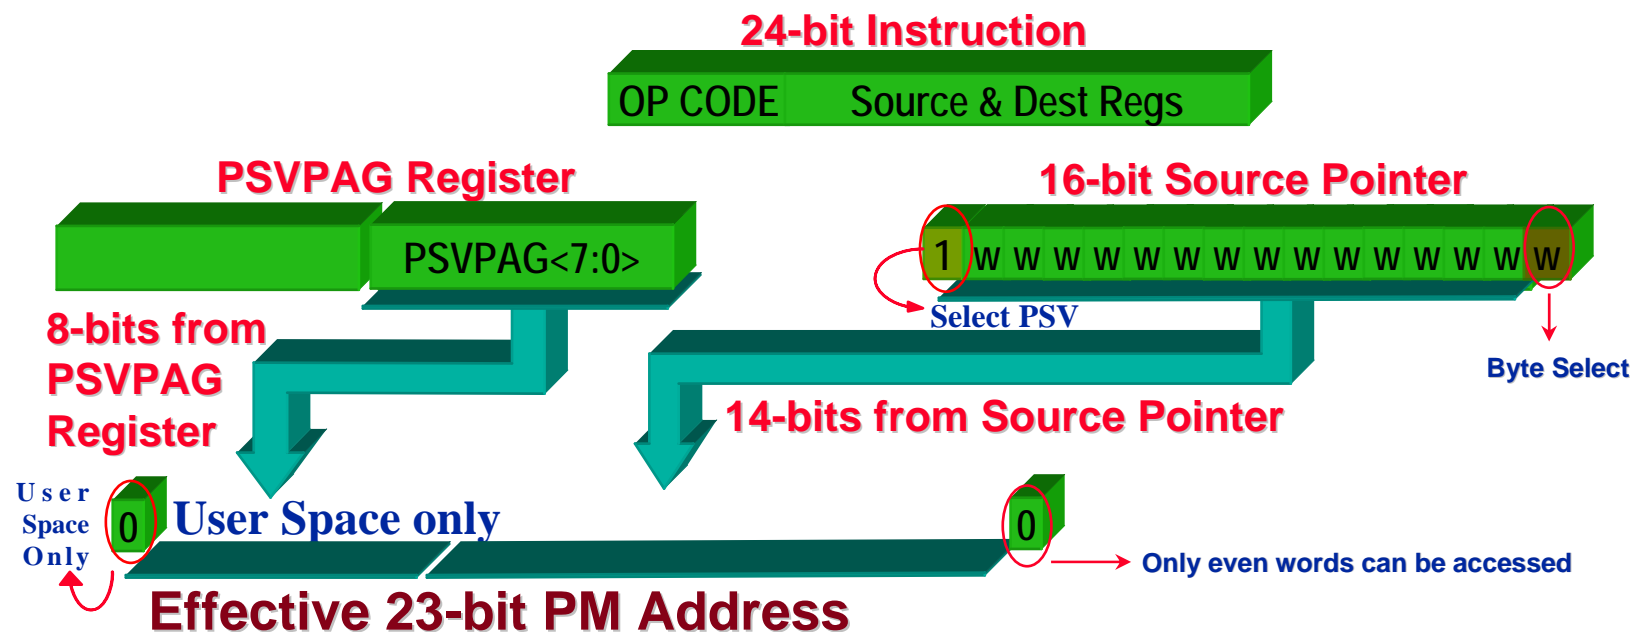 24-bit Instruction
OP CODE Source & Dest Regs
PSVPAG Register
16-bit Source Pointer
PSVPAG<7:0>
1 w w w w w w w w w w w w w w w
Select PSV
Byte Select
8-bits from
PSVPAG
Register
14-bits from Source Pointer
User
Space
Only
0
User Space only
0
Only even words can be accessed
Effective 23-bit PM Address